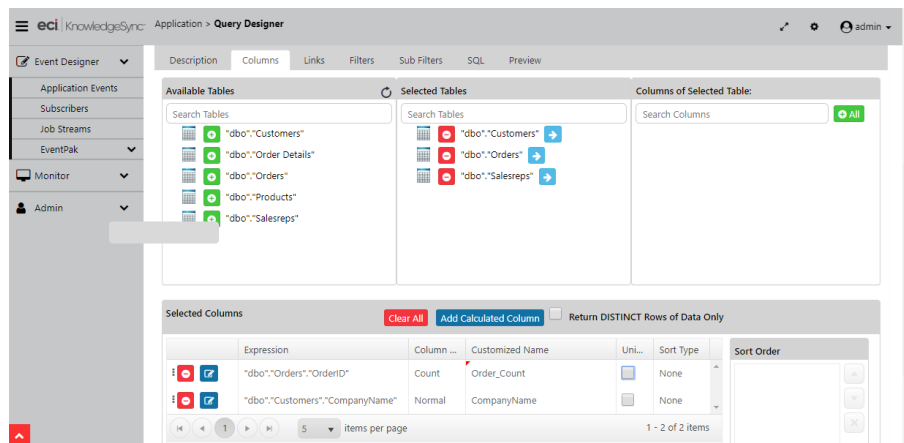 eci KnowledgeSync
Application > Query Designer
admin
Event Designer
Application Events
Subscribers
Job Streams
EventPak
Monitor
Admin
Description Columns Links Filters Sub Filters SQL Preview
Available Tables
Search Tables
"dbo"."Customers"
"dbo"."Order Details"
"dbo"."Orders"
"dbo"."Products"
"dbo"."Salesreps"
Selected Tables
Search Tables
"dbo"."Customers"
"dbo"."Orders"
"dbo"."Salesreps"
Columns of Selected Table:
Search Columns
All
Selected Columns
Clear All
Add Calculated Column
Return DISTINCT Rows of Data Only
Expression Column ... Customized Name Uni... Sort Type
"dbo"."Orders"."OrderID" Count Order_Count None
"dbo"."Customers"."CompanyName" Normal CompanyName None
1 5 items per page 1 - 2 of 2 items
Sort Order